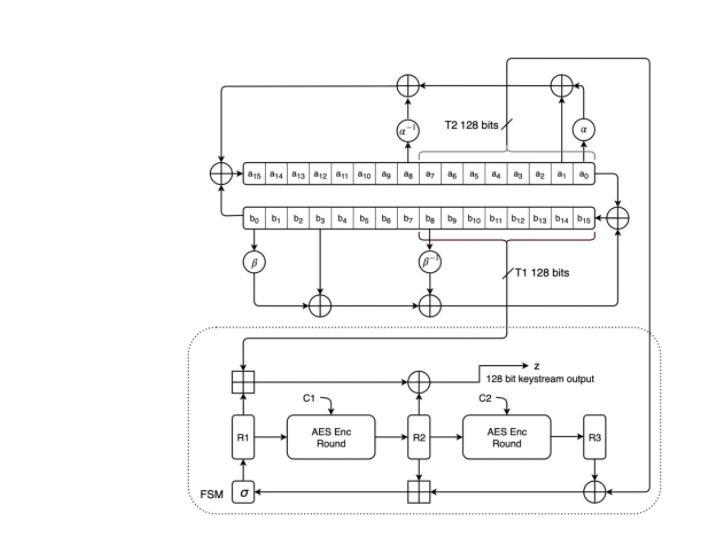 T2 128 bits
α⁻¹
α
a₁₅ a₁₄ a₁₃ a₁₂ a₁₁ a₁₀ a₉ a₈ a₇ a₆ a₅ a₄ a₃ a₂ a₁ a₀
b₀ b₁ b₂ b₃ b₄ b₅ b₆ b₇ b₈ b₉ b₁₀ b₁₁ b₁₂ b₁₃ b₁₄ b₁₅
β
β⁻¹
T1 128 bits
z
128 bit keystream output
C1
C2
R1
AES Enc
Round
R2
AES Enc
Round
R3
FSM
σ